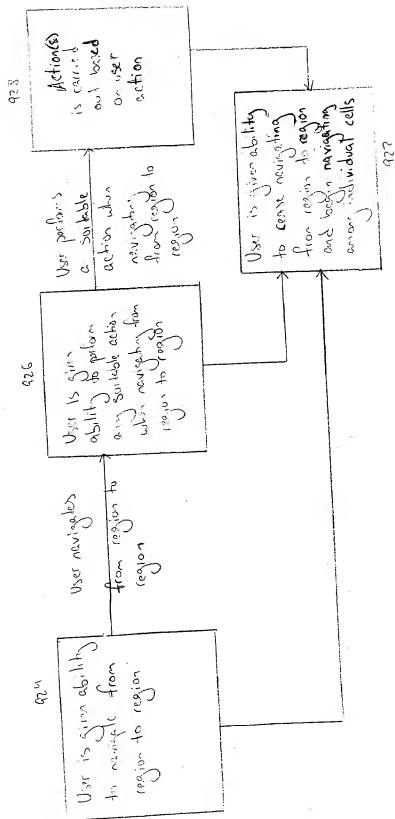 924
User is given ability
to navigate from
region to region
User navigates
from region to
region
926
User is given
ability to perform
any suitable action
when navigating from
region to region
User performs
a suitable
action when
navigating
from region to
region
928
Action(s)
is carried
out based
on user
action
User is given ability
to cease navigating
from region to region
and begin navigating
among individual cells
922